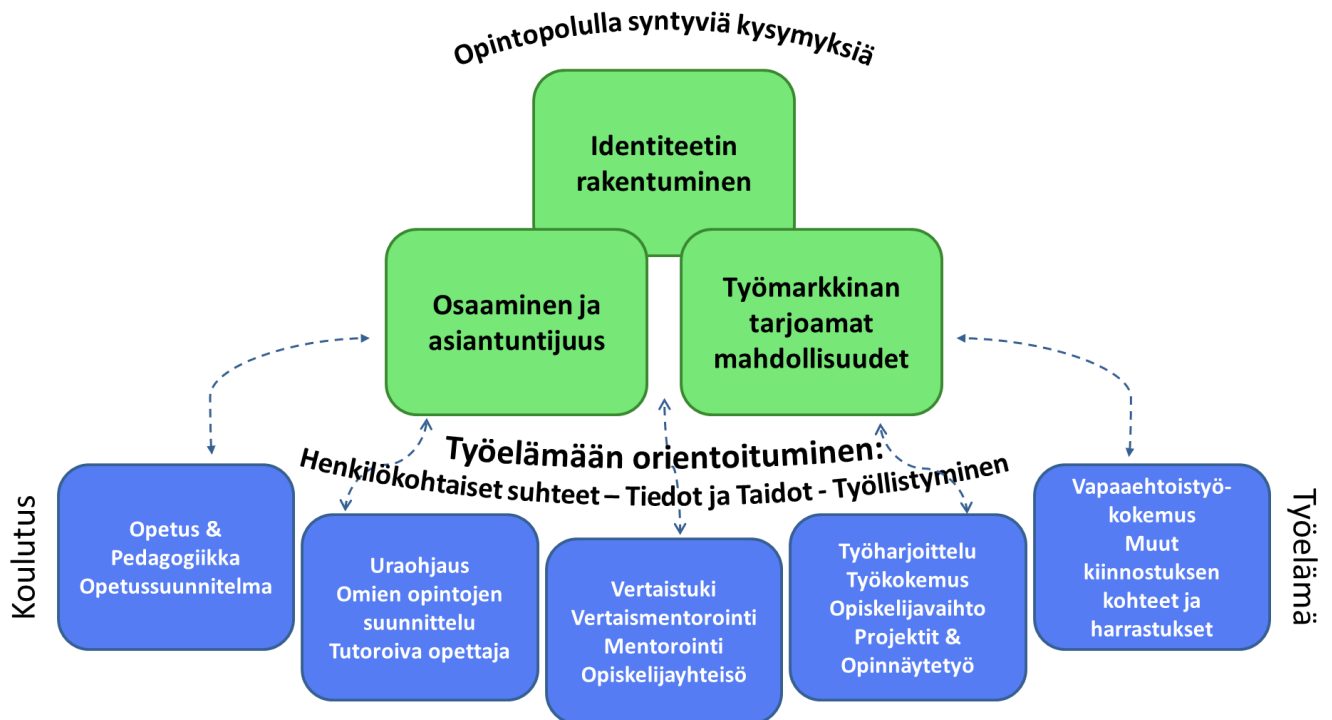 Opintopolulla syntyviä kysymyksiä
Identiteetin
rakentuminen
Osaaminen ja
asiantuntijuus
Työmarkkinan
tarjoamat
mahdollisuudet
Työelämään orientoituminen:
Henkilökohtaiset suhteet – Tiedot ja Taidot - Työllistyminen
Koulutus
Opetus &
Pedagogiikka
Opetussuunnitelma
Uraohjaus
Omien opintojen
suunnittelu
Tutoroiva opettaja
Vertaistuki
Vertaismentorointi
Mentorointi
Opiskelijayhteisö
Työharjoittelu
Työkokemus
Opiskelijavaihto
Projektit &
Opinnäytetyö
Vapaaehtoistyö-
kokemus
Muut
kiinnostuksen
kohteet ja
harrastukset
Työelämä